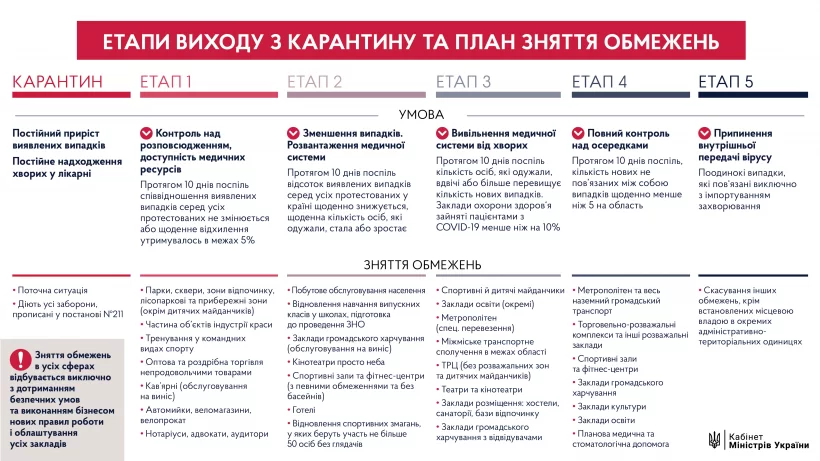 ЕТАПИ ВИХОДУ З КАРАНТИНУ ТА ПЛАН ЗНЯТТЯ ОБМЕЖЕНЬ
КАРАНТИН
ЕТАП 1
ЕТАП 2
ЕТАП 3
ЕТАП 4
ЕТАП 5
УМОВА
Постійний приріст
виявлених випадків
Постійне надходження
хворих у лікарні
Контроль над
розповсюдженням,
доступність медичних
ресурсів
Протягом 10 днів поспіль
співвідношення виявлених
випадків серед усіх
протестованих не змінюється
або щоденне відхилення
утримувалось в межах 5%
Зменшення випадків.
Розвантаження медичної
системи
Протягом 10 днів поспіль
відсоток виявлених випадків
серед усіх протестованих у
країні щоденно знижується,
щоденна кількість осіб, які
одужали, стала або зростає
Вивільнення медичної
системи від хворих
Протягом 10 днів поспіль
кількість осіб, які одужали,
вдвічі або більше перевищує
кількість нових випадків.
Заклади охорони здоров'я
зайняті пацієнтами з
COVID-19 менше ніж на 10%
Повний контроль
над осередками
Протягом 10 днів поспіль,
кількість нових не
пов'язаних між собою
випадків щоденно менше
ніж 5 на область
Припинення
внутрішньої
передачі вірусу
Поодинокі випадки,
які пов'язані виключно
з імпортуванням
захворювання
ЗНЯТТЯ ОБМЕЖЕНЬ
• Поточна ситуація
• Діють усі заборони,
прописані у постанові №211
Зняття обмежень
в усіх сферах
відбувається виключно
з дотриманням
безпечних умов
та виконанням бізнесом
нових правил роботи
і облаштування
усіх закладів
• Парки, сквери, зони відпочинку,
лісопаркові та прибережні зони
(окрім дитячих майданчиків)
• Частина об'єктів індустрії краси
• Тренування у командних
видах спорту
• Оптова та роздрібна торгівля
непродовольчими товарами
• Кав'ярні (обслуговування
на виніс)
• Автомийки, веломагазини,
велопрокат
• Нотаріуси, адвокати, аудитори
• Побутове обслуговування населення
• Відновлення навчання випускних
класів у школах, підготовка
до проведення ЗНО
• Заклади громадського харчування
(обслуговування на виніс)
• Кінотеатри просто неба
• Спортивні зали та фітнес-центри
(з певними обмеженнями та без
басейнів)
• Готелі
• Відновлення спортивних змагань,
у яких беруть участь не більше
50 осіб без глядачів
• Спортивні й дитячі майданчики
• Заклади освіти (окремі)
• Метрополітен
(спец. перевезення)
• Міжміське транспортне
сполучення в межах області
• ТРЦ (без розважальних зон
та дитячих майданчиків)
• Театри та кінотеатри
• Заклади розміщення: хостели,
санаторії, бази відпочинку
• Заклади громадського
харчування з відвідувачами
• Метрополітен та весь
наземний громадський
транспорт
• Торговельно-розважальні
комплекси та інші розважальні
заклади
• Спортивні зали
та фітнес-центри
• Заклади громадського
харчування
• Заклади культури
• Заклади освіти
• Планова медична та
стоматологічна допомога
• Скасування інших
обмежень, крім
встановлених місцевою
владою в окремих
адміністративно-
територіальних одиницях
Кабінет
Міністрів України